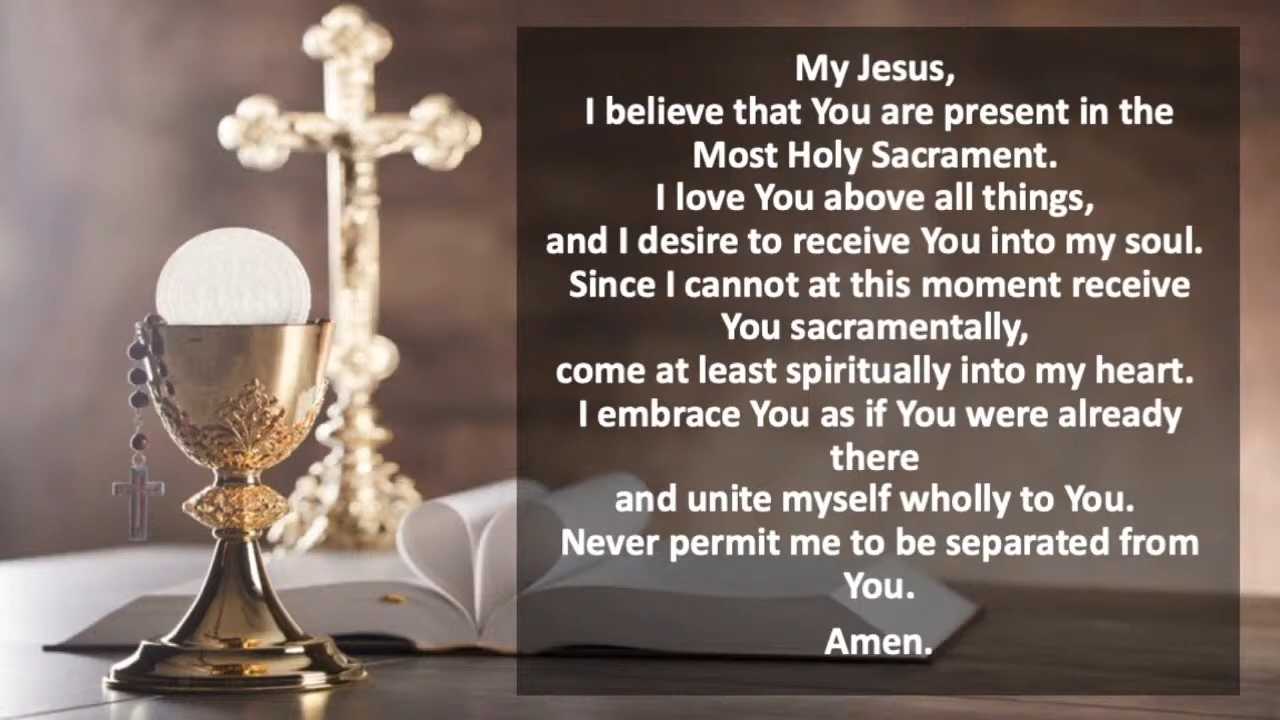 My Jesus,
I believe that You are present in the
Most Holy Sacrament.
I love You above all things,
and I desire to receive You into my soul.
Since I cannot at this moment receive
You sacramentally,
come at least spiritually into my heart.
I embrace You as if You were already
there
and unite myself wholly to You.
Never permit me to be separated from
You.
Amen.